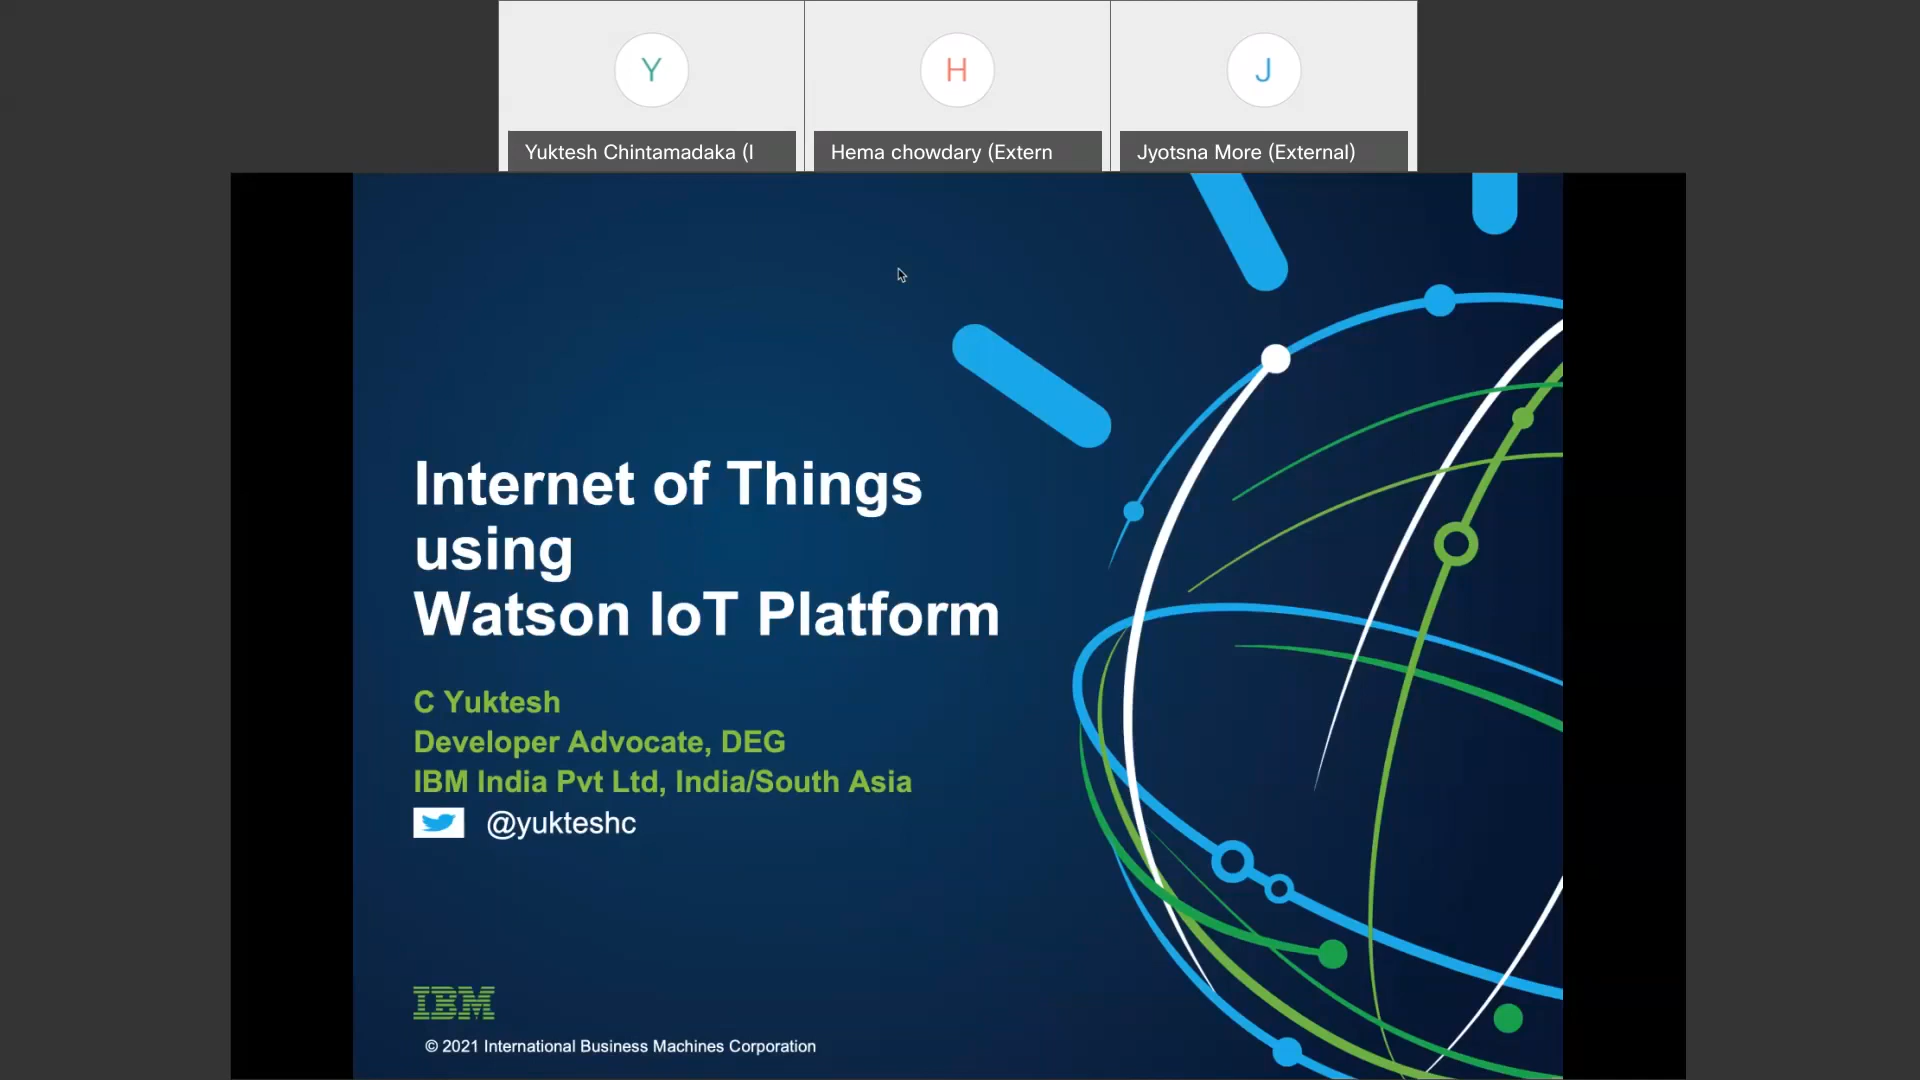 Y
H
J
Yuktesh Chintamadaka (I
Hema chowdary (Extern
Jyotsna More (External)
Internet of Things
using
Watson IoT Platform
C Yuktesh
Developer Advocate, DEG
IBM India Pvt Ltd, India/South Asia
@yukteshc
IBM
© 2021 International Business Machines Corporation